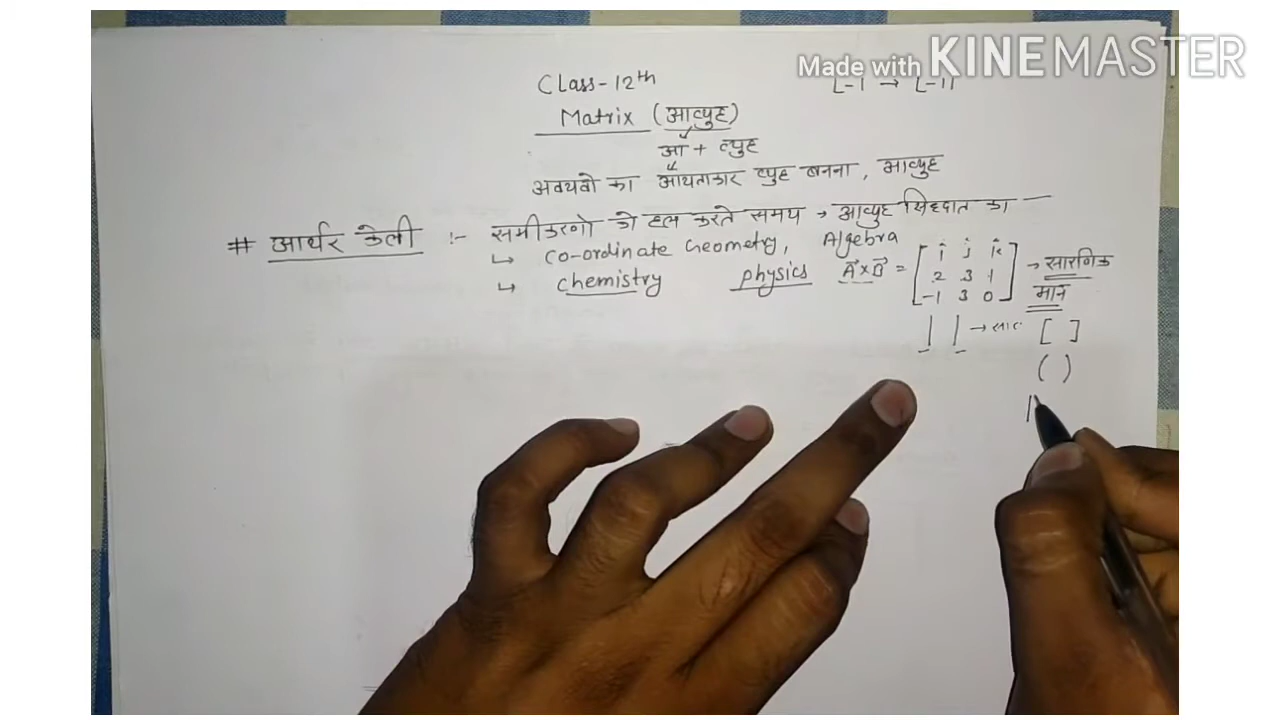 Made with KINEMASTER
Class-12th
Matrix (आव्युह)
आ + व्युह
अवयवो का आयताकार व्युह बनना, आव्युह
# आर्थर केली :- समीकरणो को हल करते समय → आव्युह सिद्दात का —
↳ co-ordinate Geometry, Algebra
↳ chemistry physics A⃗ x B⃗ = [ i j k → सारणिक
2 3 1 मान
-1 3 0 ]
| | → सार [ ]
( )
|